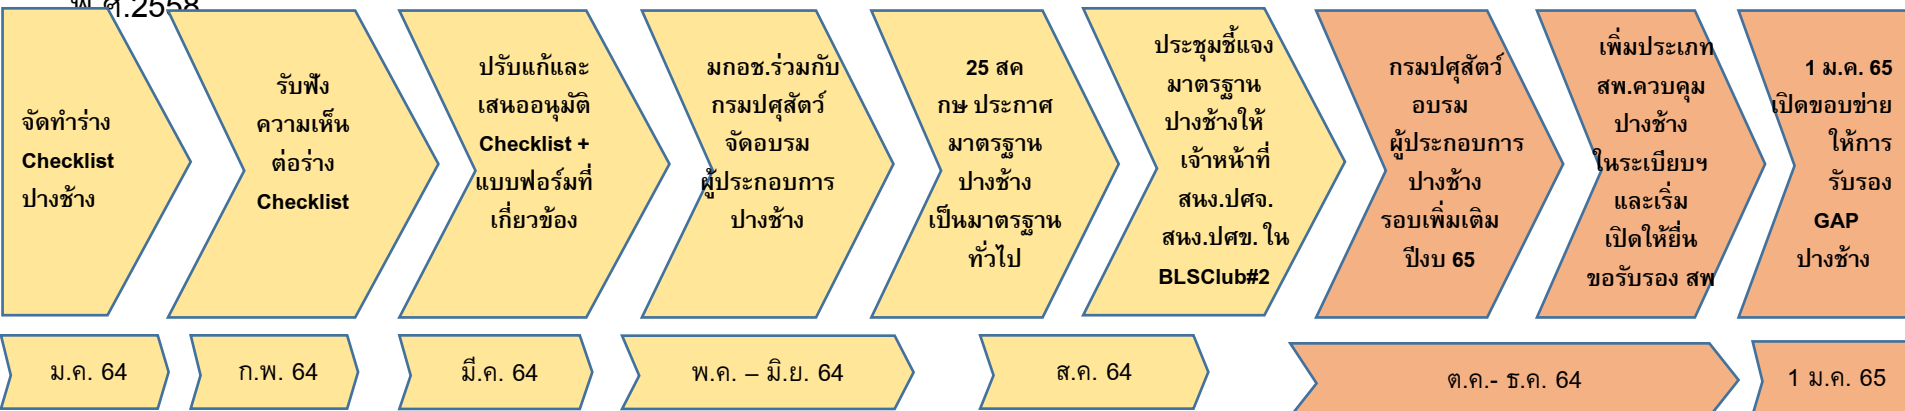 พ.ศ.2558
จัดทำร่าง
Checklist
ปางช้าง
รับฟัง
ความเห็น
ต่อร่าง
Checklist
ปรับแก้และ
เสนออนุมัติ
Checklist +
แบบฟอร์มที่
เกี่ยวข้อง
มกอช.ร่วมกับ
กรมปศุสัตว์
จัดอบรม
ผู้ประกอบการ
ปางช้าง
25 สค
กษ ประกาศ
มาตรฐาน
ปางช้าง
เป็นมาตรฐาน
ทั่วไป
ประชุมชี้แจง
มาตรฐาน
ปางช้างให้
เจ้าหน้าที่
สนง.ปศจ.
สนง.ปศข. ใน
BLSClub#2
กรมปศุสัตว์
อบรม
ผู้ประกอบการ
ปางช้าง
รอบเพิ่มเติม
ปีงบ 65
เพิ่มประเภท
สพ.ควบคุม
ปางช้าง
ในระเบียบฯ
และเริ่ม
เปิดให้ยื่น
ขอรับรอง สพ
1 ม.ค. 65
เปิดขอบข่าย
ให้การ
รับรอง
GAP
ปางช้าง
ม.ค. 64
ก.พ. 64
มี.ค. 64
พ.ค. – มิ.ย. 64
ส.ค. 64
ต.ค.- ธ.ค. 64
1 ม.ค. 65